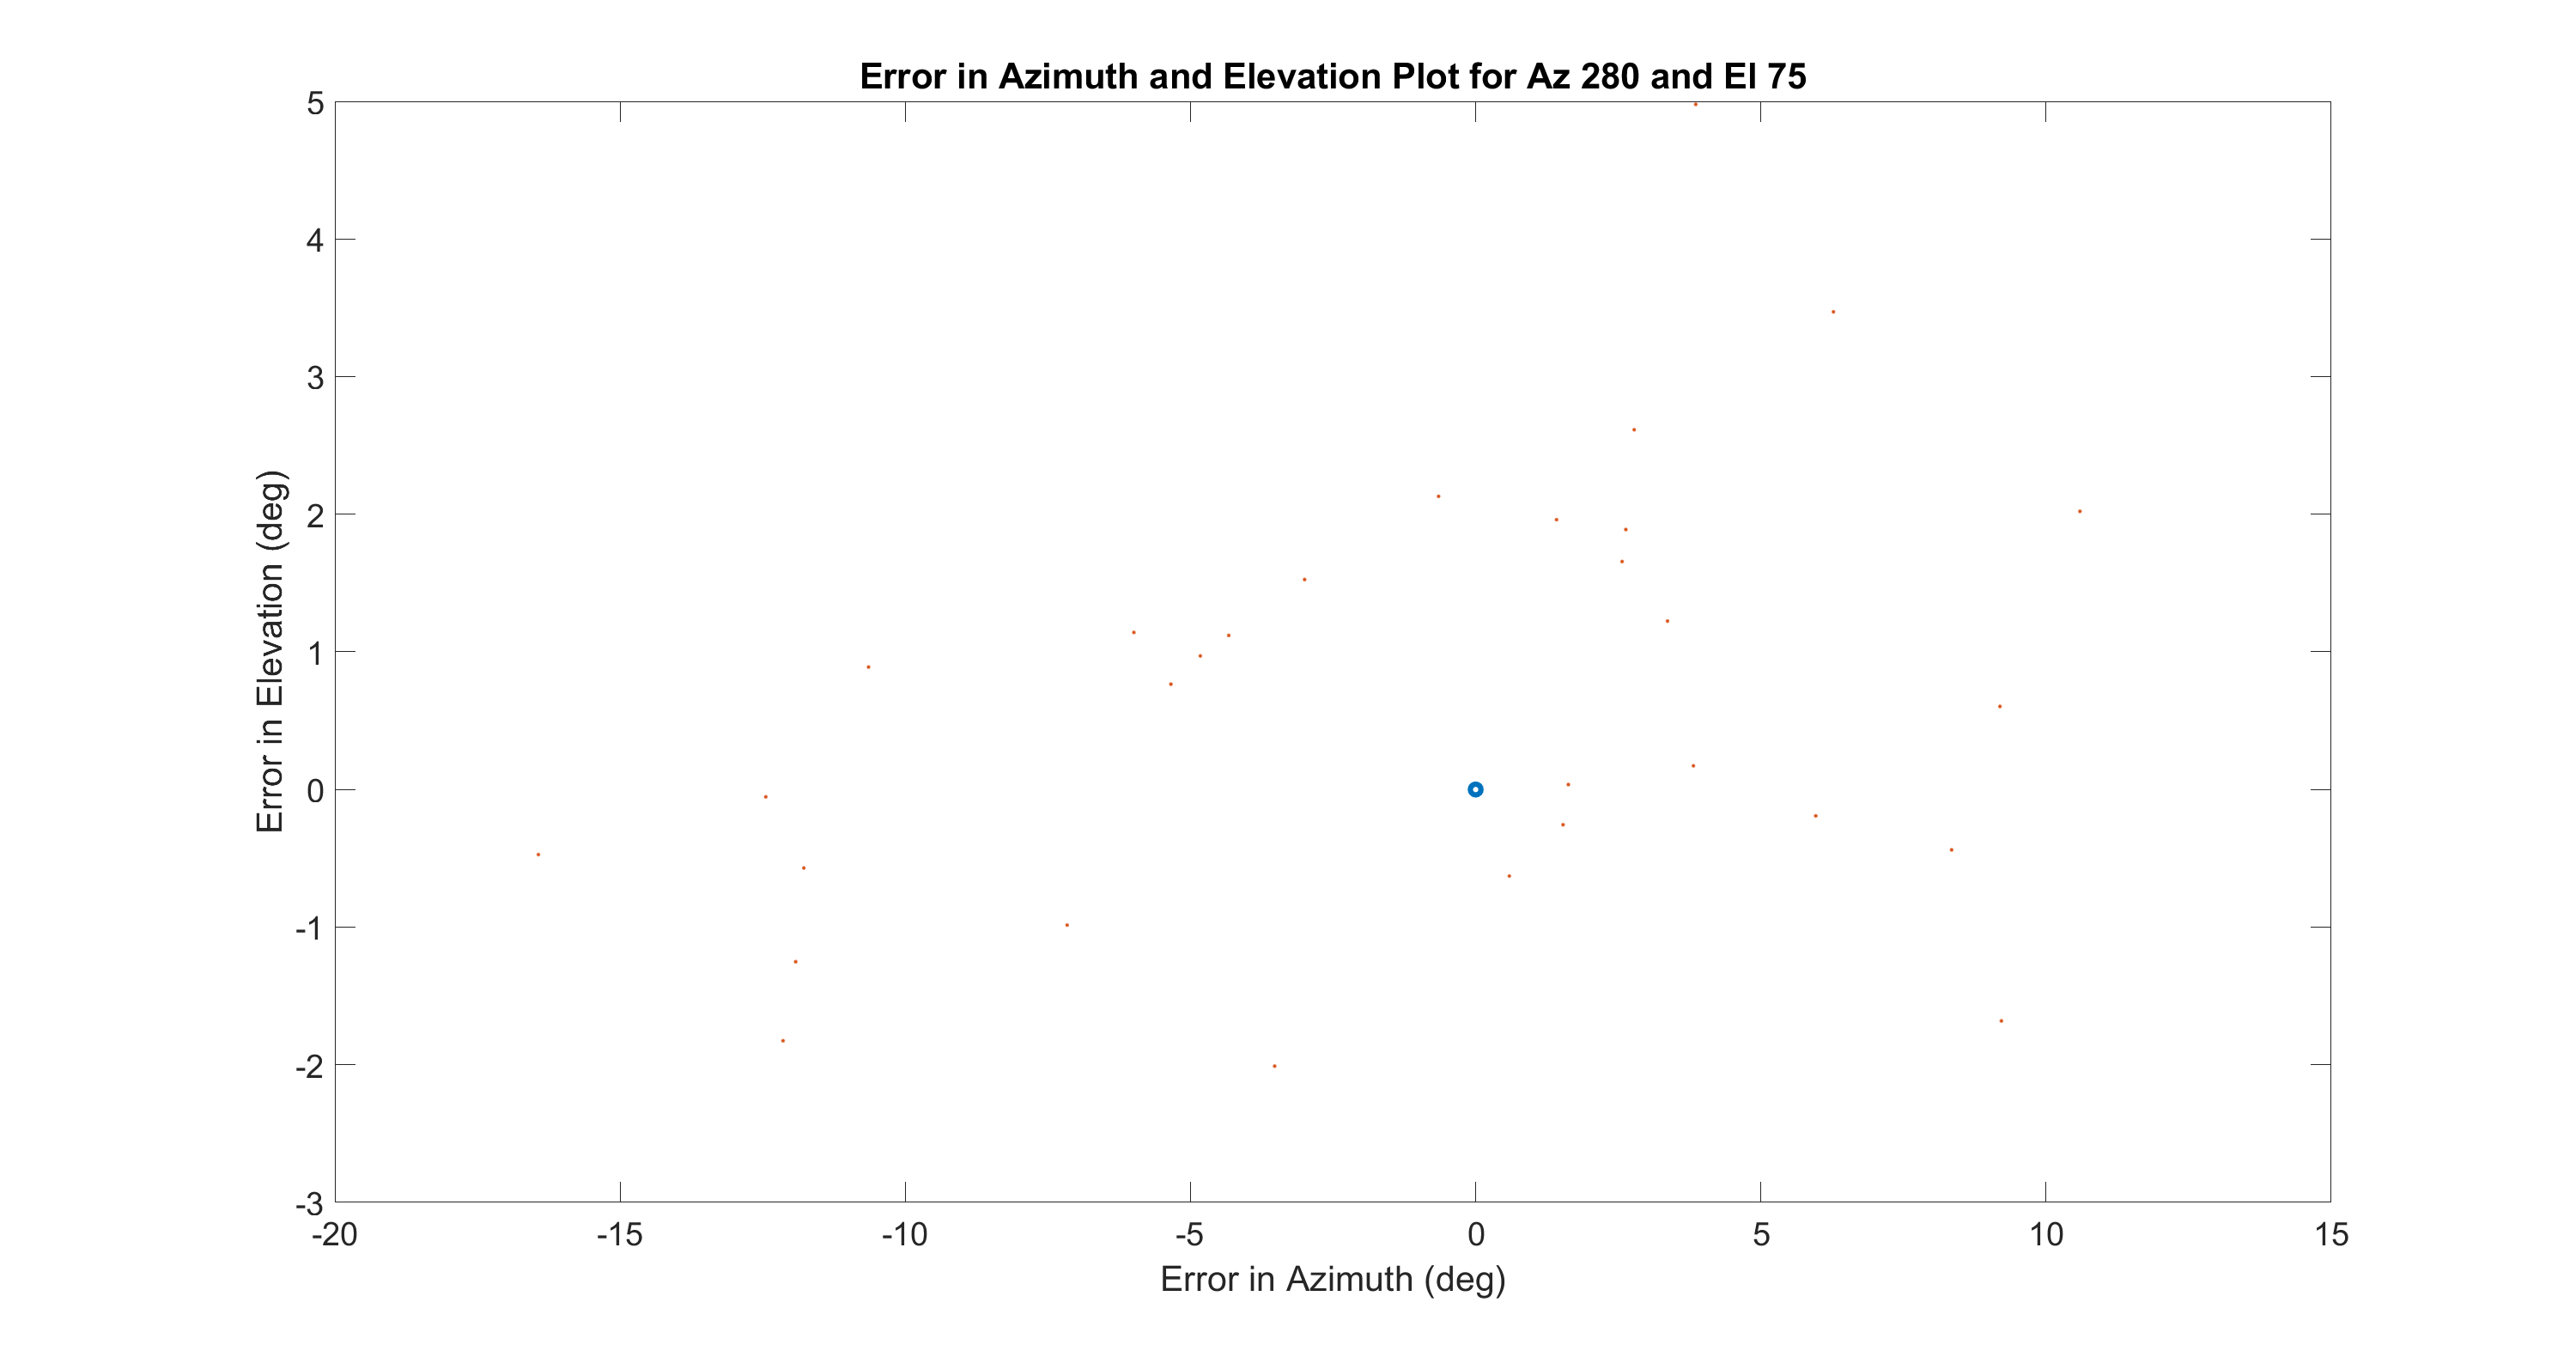 Error in Azimuth and Elevation Plot for Az 280 and El 75
5
4
3
2
1
0
-1
-2
-3
Error in Elevation (deg)
-20 -15 -10 -5 0 5 10 15
Error in Azimuth (deg)